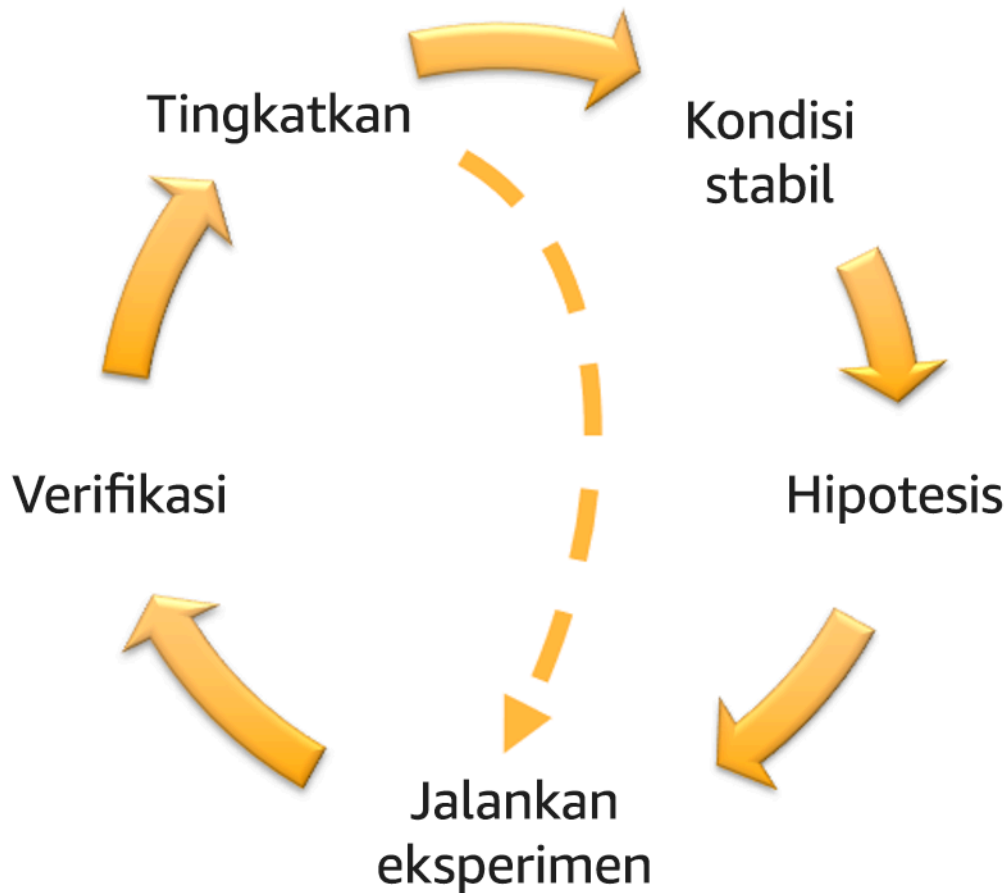 Tingkatkan
Kondisi
stabil
Hipotesis
Jalankan
eksperimen
Verifikasi